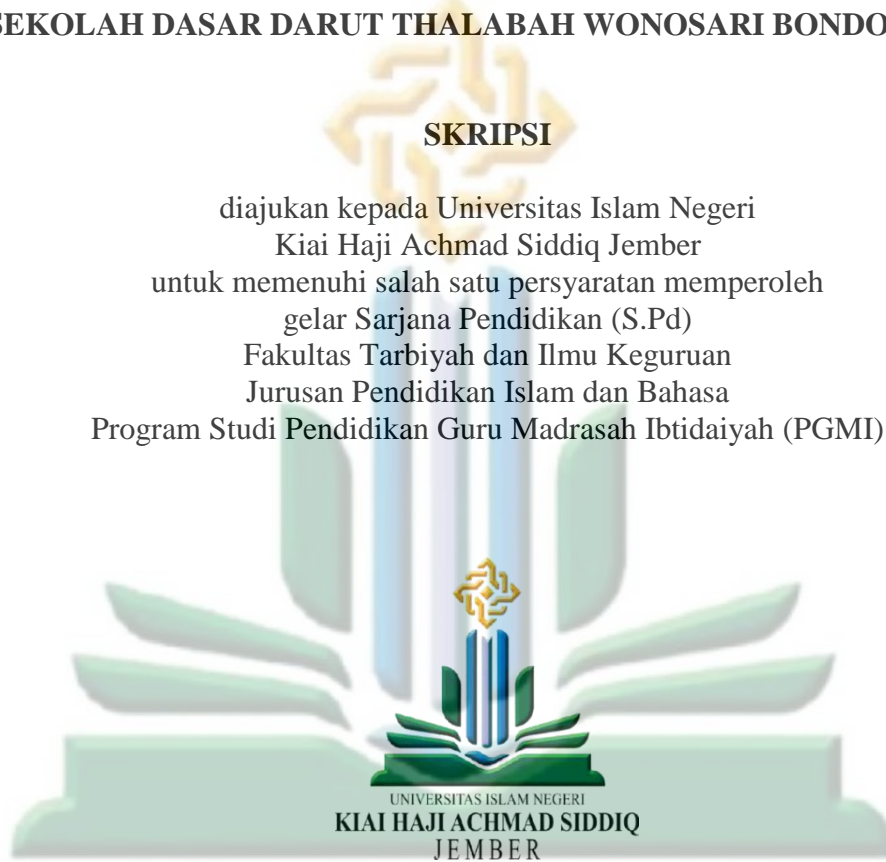 SEKOLAH DASAR DARUT THALABAH WONOSARI
SKRIPSI
diajukan kepada Universitas Islam Negeri
Kiai Haji Achmad Siddiq Jember
untuk memenuhi salah satu persyaratan memperoleh
gelar Sarjana Pendidikan (S.Pd)
Fakultas Tarbiyah dan Ilmu Keguruan
Jurusan Pendidikan Islam dan Bahasa
Program Studi Pendidikan Guru Madrasah Ibtidaiyah (PGMI)
UNIVERSITAS ISLAM NEGERI
KIAI HAJI ACHMAD SIDDIQ
JEMBER